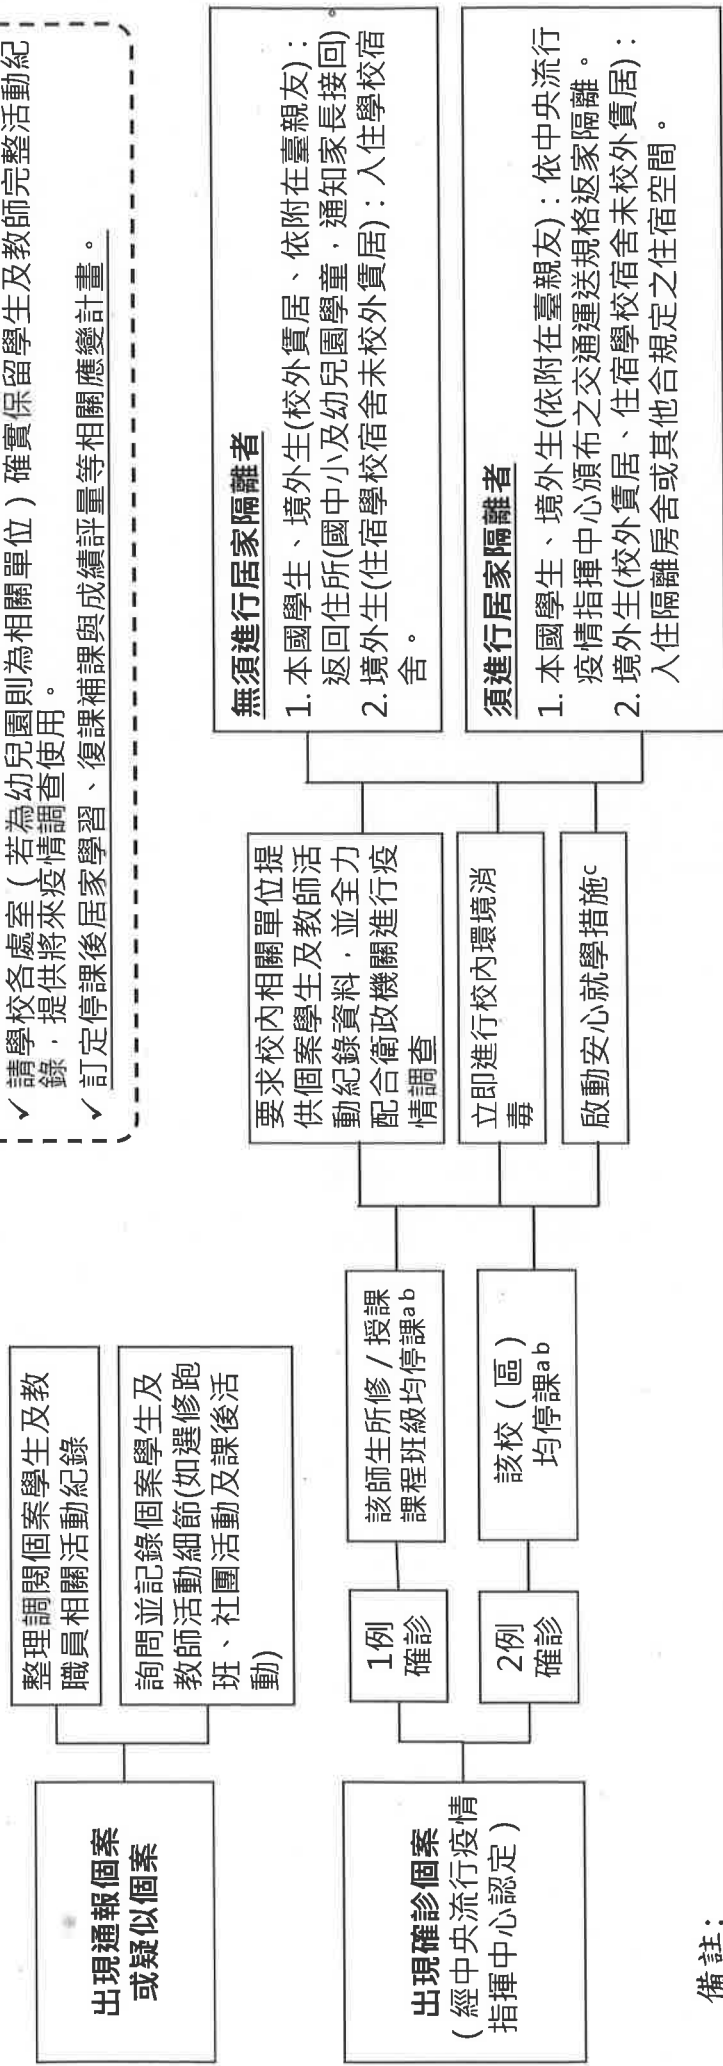 ✓請學校各處室（若為幼兒園則為相關單位）確實保留學生及教師完整活動紀
錄，提供將來疫情調查使用。
✓訂定停課後居家學習、復課補課與成績評量等相關應變計畫。
出現通報個案
或疑似個案
整理調閱個案學生及教
職員相關活動紀錄
詢問並記錄個案學生及
教師活動細節(如選修跑
班、社團活動及課後活
動)
出現確診個案
（經中央流行疫情
指揮中心認定）
1例
確診
2例
確診
該師生所修/授課
課程班級均停課ab
該校（區）
均停課ab
要求校內相關單位提
供個案學生及教師活
動紀錄資料，並全力
配合衛政機關進行疫
情調查
立即進行校內環境消
毒
啟動安心就學措施c
無須進行居家隔離者
1. 本國學生、境外生(校外賃居、依附在臺親友)：
返回住所(國中小及幼兒園學童，通知家長接回)。
2. 境外生(住宿學校宿舍未校外賃居)：入住學校宿
舍。
須進行居家隔離者
1. 本國學生、境外生(依附在臺親友)：依中央流行
疫情指揮中心頒布之交通運送規格返家隔離。
2. 境外生(校外賃居、住宿學校宿舍未校外賃居)：
入住隔離房舍或其他合規定之住宿空間。
備註：